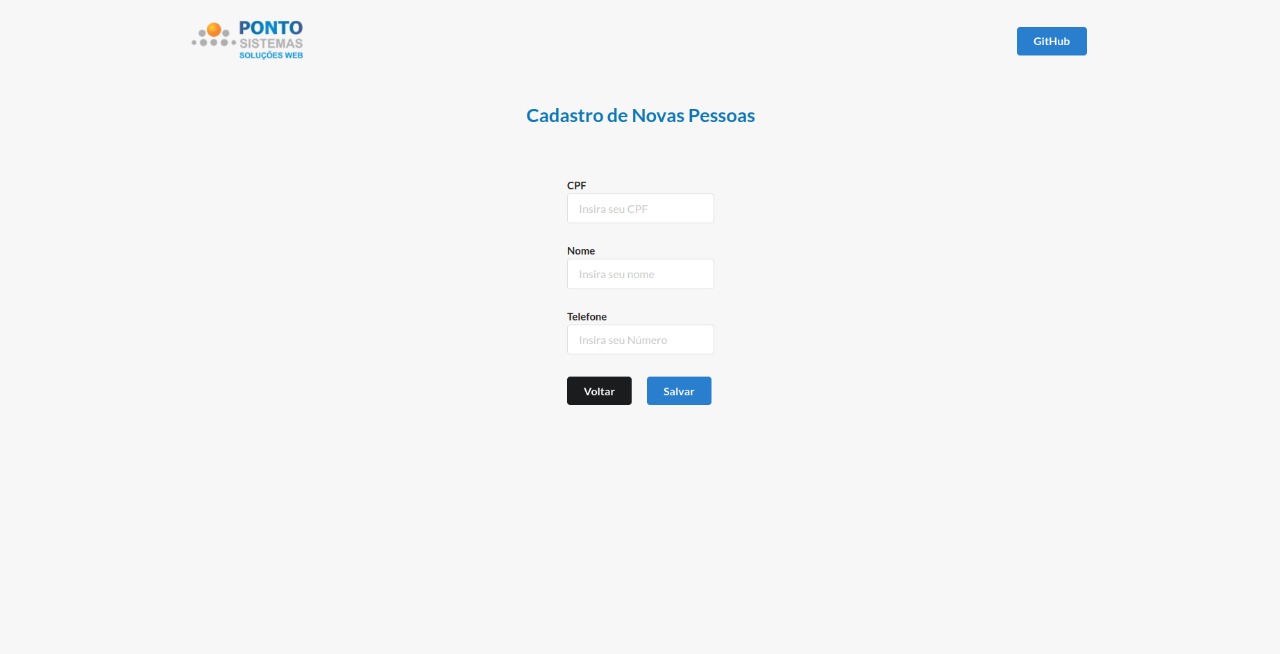 PONTO
SISTEMAS
SOLUÇÕES WEB
GitHub
Cadastro de Novas Pessoas
CPF
Insira seu CPF
Nome
Insira seu nome
Telefone
Insira seu Número
Voltar Salvar